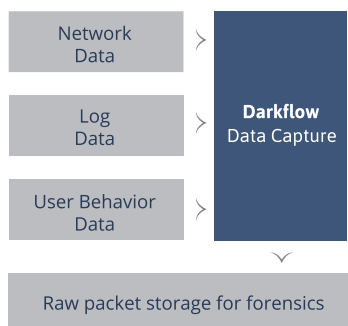 Network
Data
Log
Data
User Behavior
Data
Darkflow
Data Capture
Raw packet storage for forensics